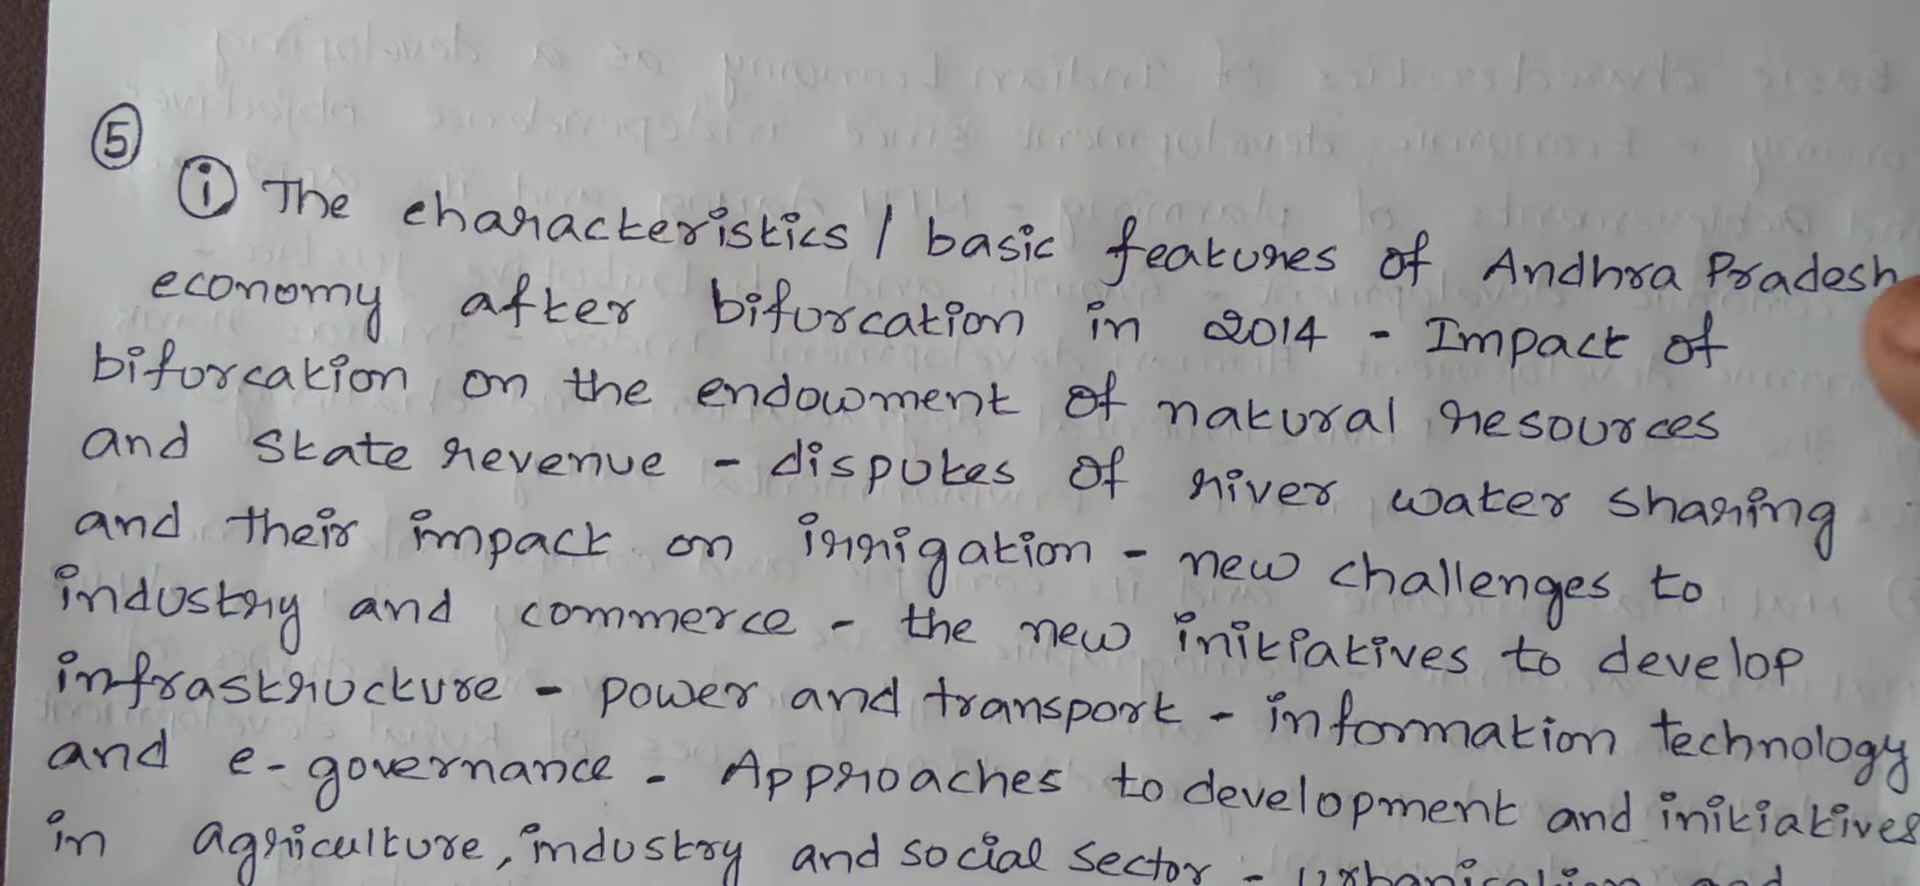 5
i The characteristics / basic features of Andhra Pradesh
economy after bifurcation in 2014 - Impact of
bifurcation on the endowment of natural resources
and State revenue - disputes of river water sharing
and their impact on irrigation - new challenges to
industry and commerce - the new initiatives to develop
infrastructure - power and transport - information technology
and e-governance - Approaches to development and initiatives
in agriculture, industry and social sector - urbanisation and